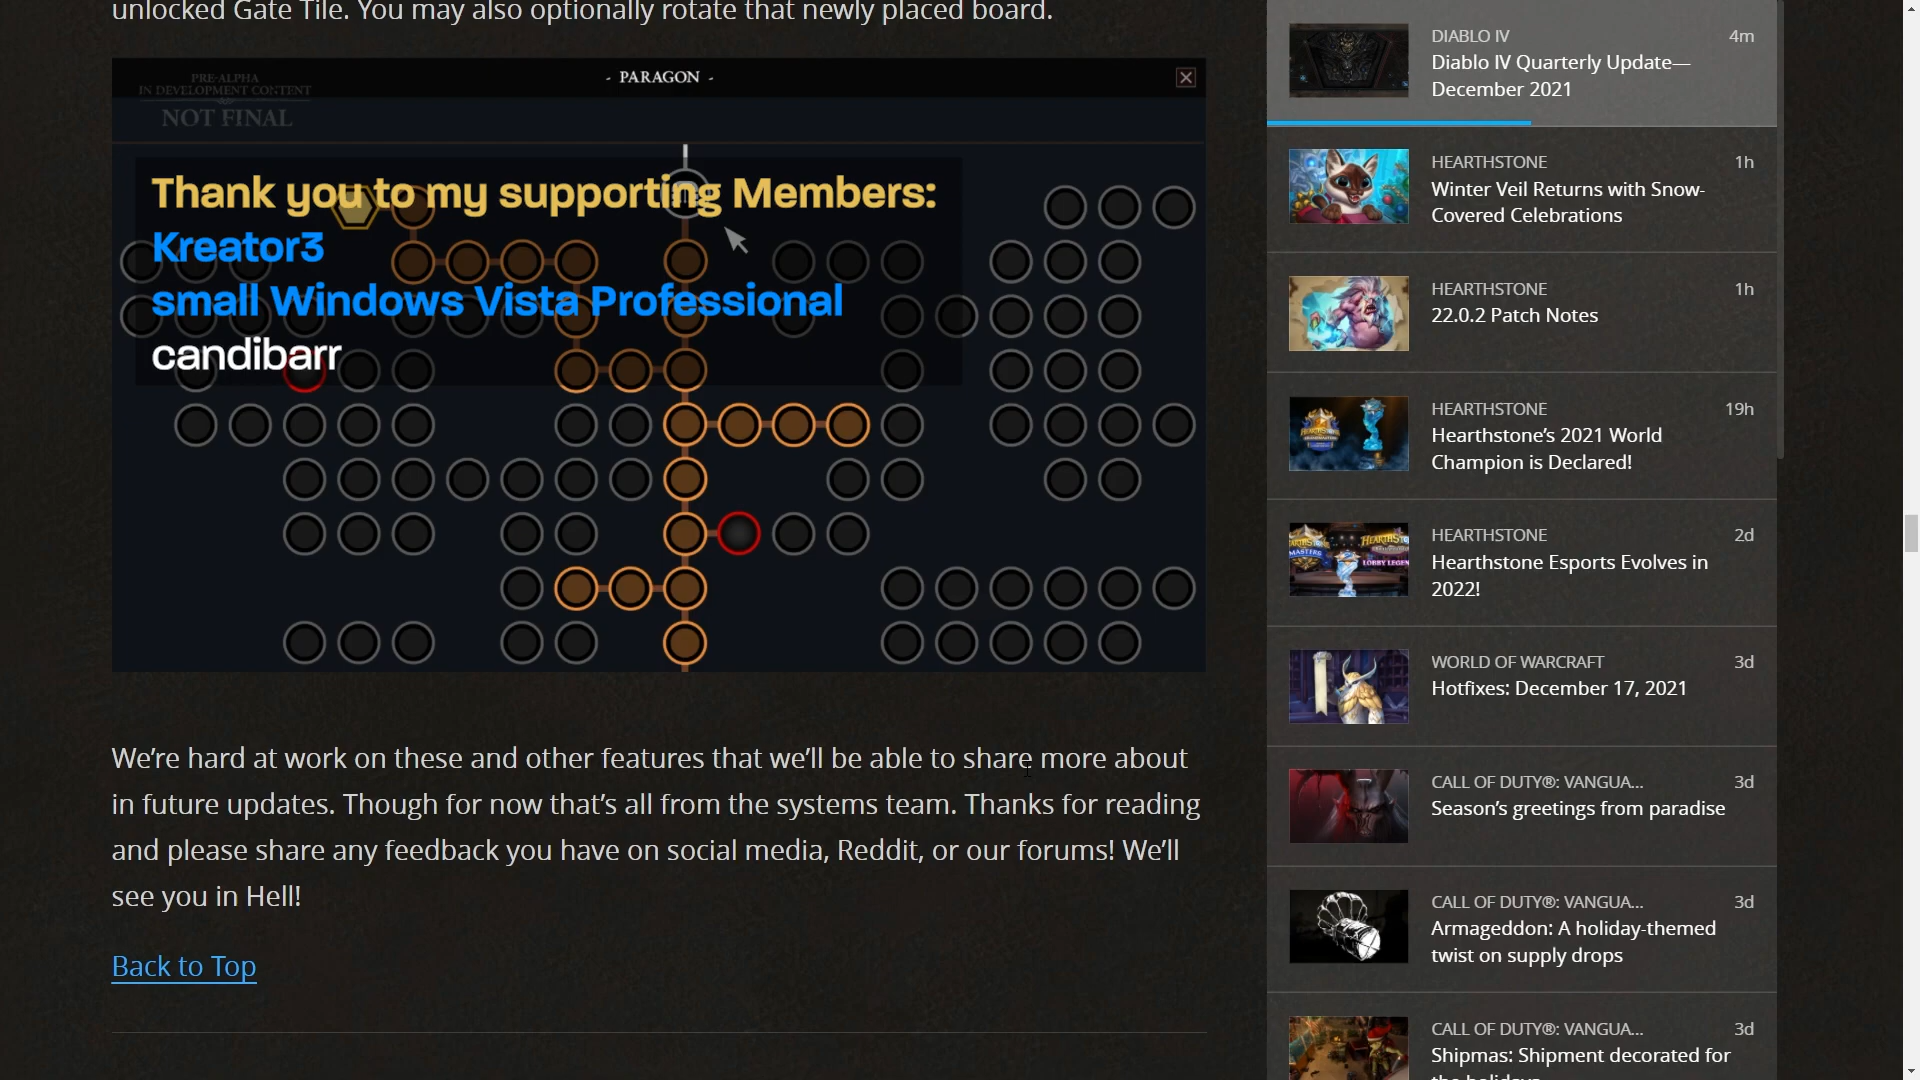 unlocked Gate Tile. You may also optionally rotate that newly placed board.
PRE-ALPHA
IN DEVELOPMENT CONTENT
NOT FINAL
- PARAGON -
Thank you to my supporting Members:
Kreator3
small Windows Vista Professional
candibarr
We’re hard at work on these and other features that we’ll be able to share more about
in future updates. Though for now that’s all from the systems team. Thanks for reading
and please share any feedback you have on social media, Reddit, or our forums! We’ll
see you in Hell!
Back to Top
DIABLO IV 4m
Diablo IV Quarterly Update—
December 2021
HEARTHSTONE 1h
Winter Veil Returns with Snow-
Covered Celebrations
HEARTHSTONE 1h
22.0.2 Patch Notes
HEARTHSTONE 19h
Hearthstone’s 2021 World
Champion is Declared!
HEARTHSTONE 2d
Hearthstone Esports Evolves in
2022!
WORLD OF WARCRAFT 3d
Hotfixes: December 17, 2021
CALL OF DUTY®: VANGUA... 3d
Season’s greetings from paradise
CALL OF DUTY®: VANGUA... 3d
Armageddon: A holiday-themed
twist on supply drops
CALL OF DUTY®: VANGUA... 3d
Shipmas: Shipment decorated for
the holidays